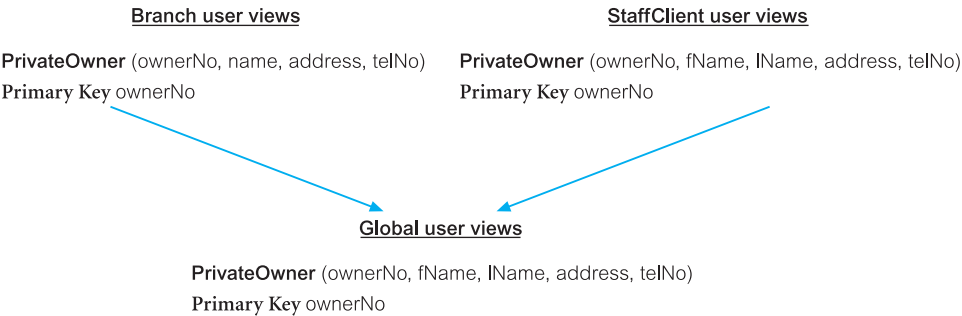 Branch user views
PrivateOwner (ownerNo, name, address, telNo)
Primary Key ownerNo
StaffClient user views
PrivateOwner (ownerNo, fName, lName, address, telNo)
Primary Key ownerNo
Global user views
PrivateOwner (ownerNo, fName, lName, address, telNo)
Primary Key ownerNo